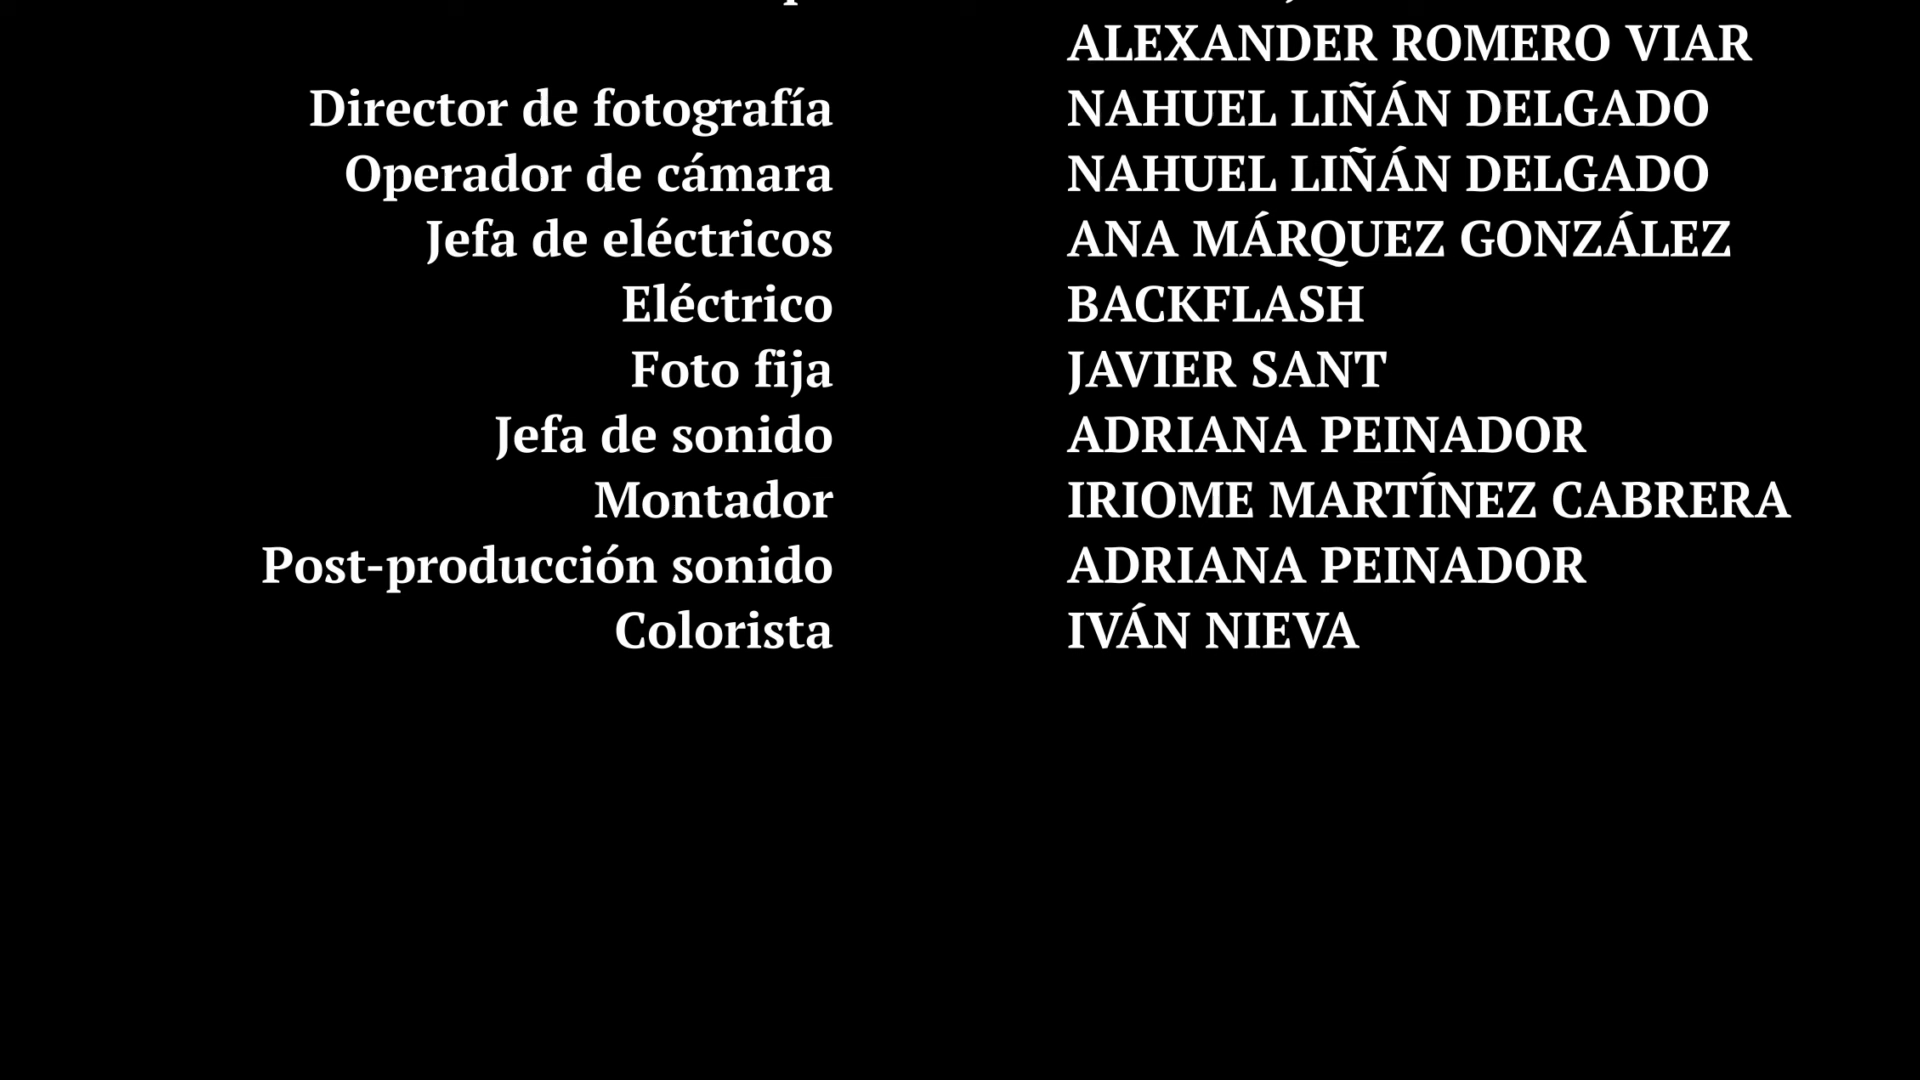 ALEXANDER ROMERO VIAR
Director de fotografía NAHUEL LIÑÁN DELGADO
Operador de cámara NAHUEL LIÑÁN DELGADO
Jefa de eléctricos ANA MÁRQUEZ GONZÁLEZ
Eléctrico BACKFLASH
Foto fija JAVIER SANT
Jefa de sonido ADRIANA PEINADOR
Montador IRIOME MARTÍNEZ CABRERA
Post-producción sonido ADRIANA PEINADOR
Colorista IVÁN NIEVA